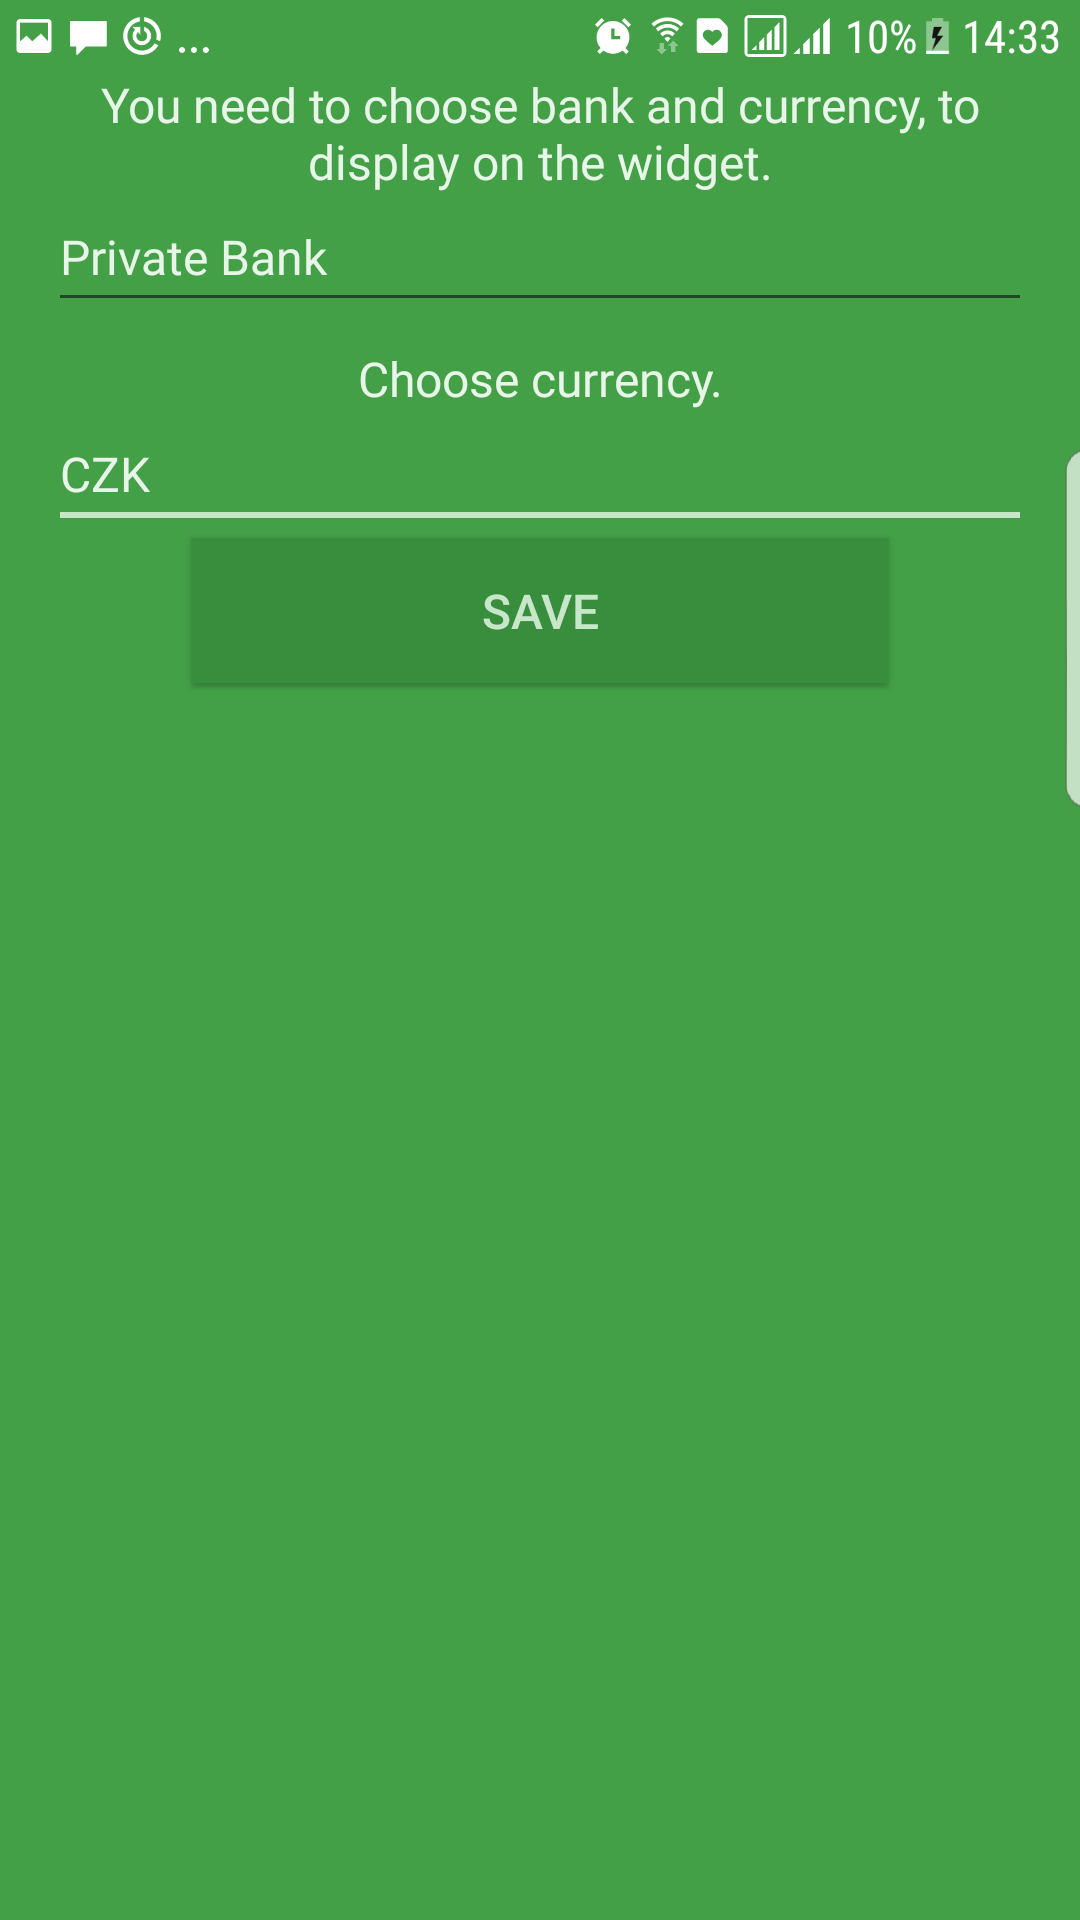 10% 14:33
You need to choose bank and currency, to
display on the widget.
Private Bank
Choose currency.
CZK
SAVE